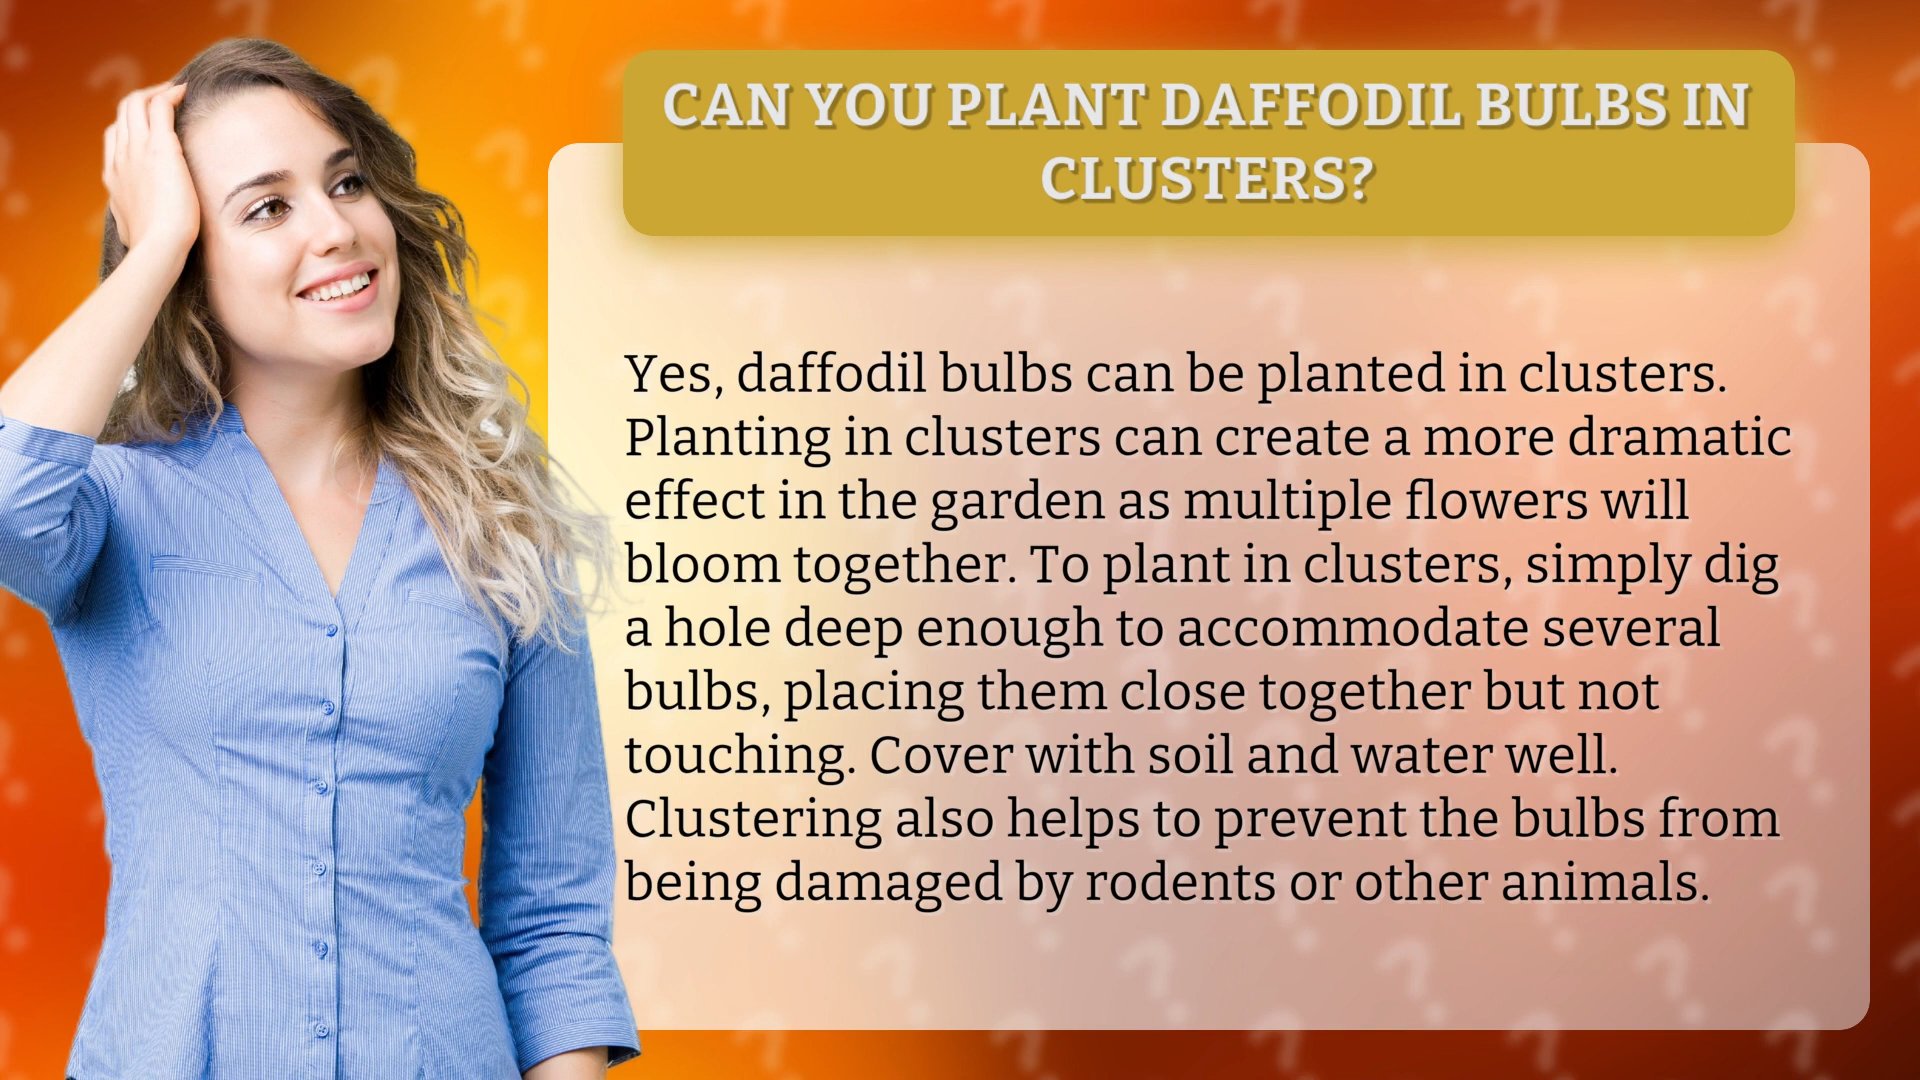 CAN YOU PLANT DAFFODIL BULBS IN
CLUSTERS?
Yes, daffodil bulbs can be planted in clusters.
Planting in clusters can create a more dramatic
effect in the garden as multiple flowers will
bloom together. To plant in clusters, simply dig
a hole deep enough to accommodate several
bulbs, placing them close together but not
touching. Cover with soil and water well.
Clustering also helps to prevent the bulbs from
being damaged by rodents or other animals.